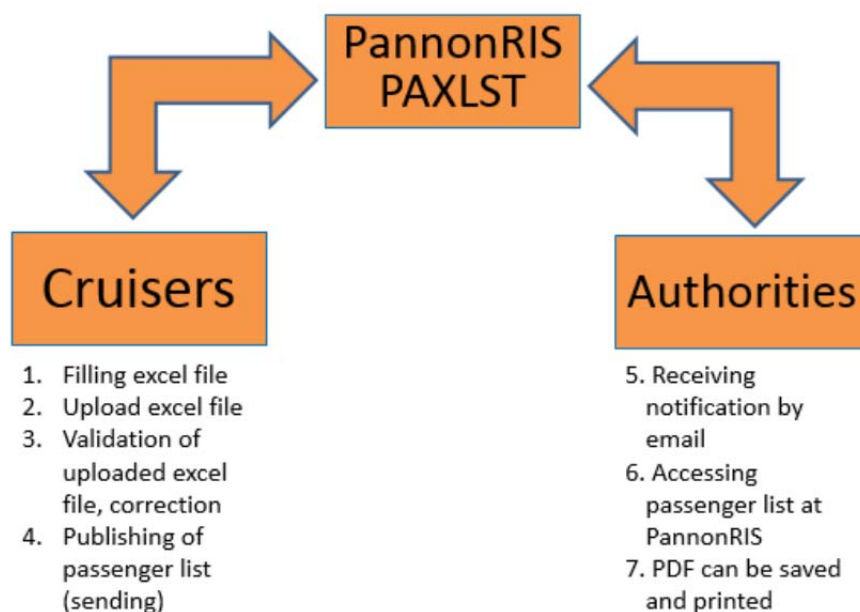 PannonRIS
PAXLST
Cruisers
1. Filling excel file
2. Upload excel file
3. Validation of
uploaded excel
file, correction
4. Publishing of
passenger list
(sending)
Authorities
5. Receiving
notification by
email
6. Accessing
passenger list at
PannonRIS
7. PDF can be saved
and printed